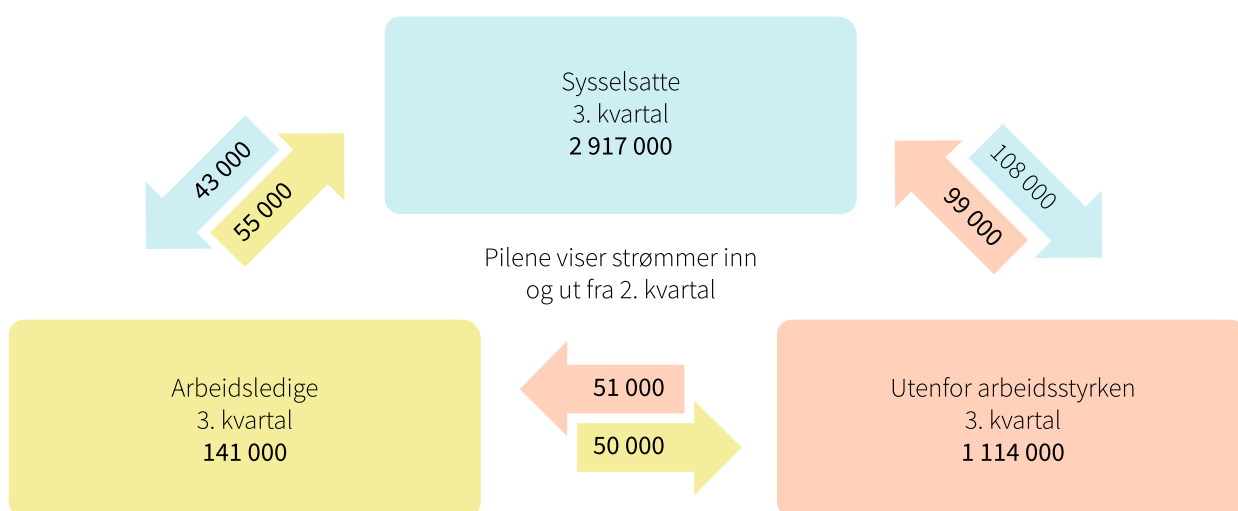 Sysselsatte
3. kvartal
2 917 000
43 000
55 000
108 000
99 000
Pilene viser strømmer inn
og ut fra 2. kvartal
Arbeidsledige
3. kvartal
141 000
51 000
50 000
Utenfor arbeidsstyrken
3. kvartal
1 114 000